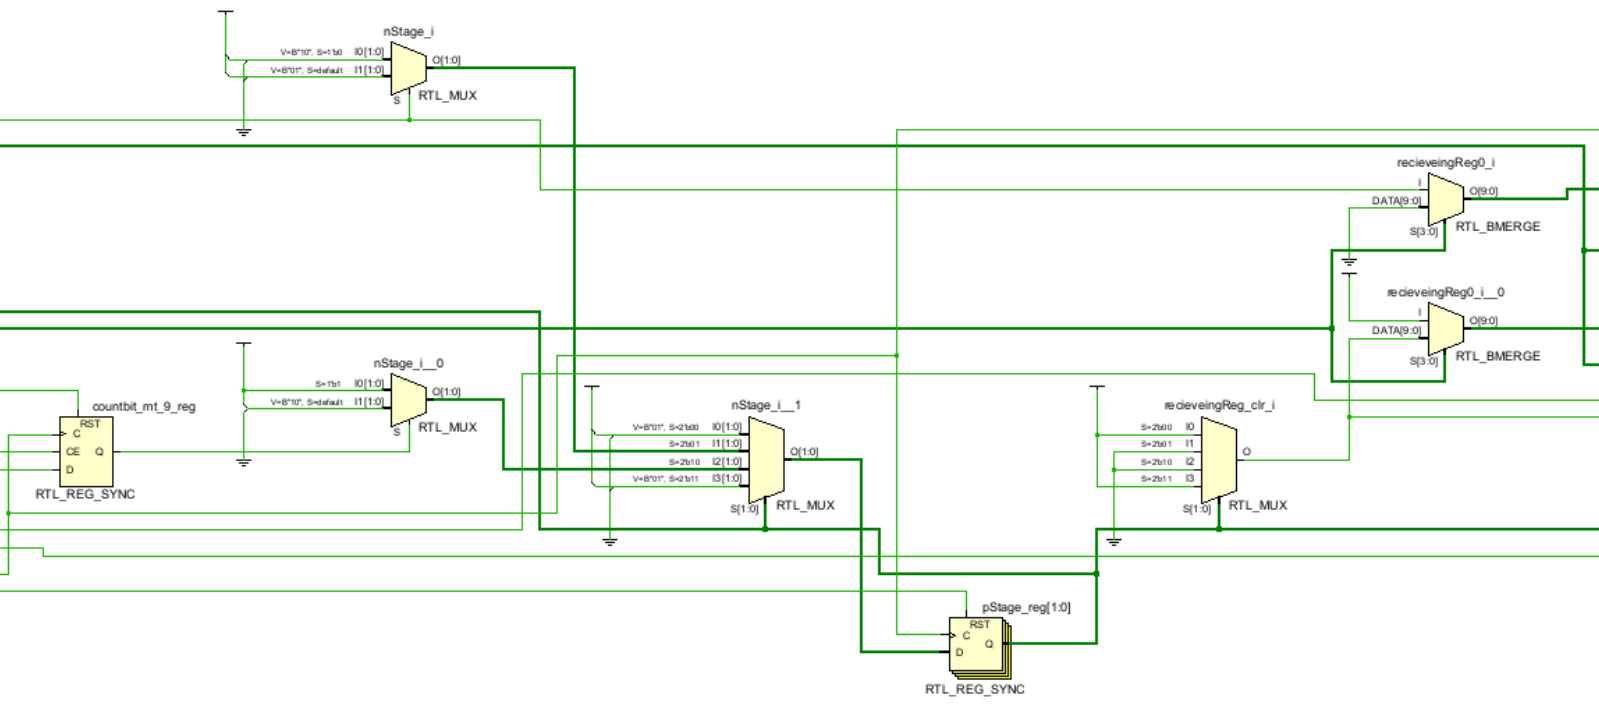 nStage_i
V=B"10", S=1'b0 I0[1:0]
V=B"01", S=default I1[1:0]
O[1:0]
S
RTL_MUX
recieveingReg0_i
I
DATA[9:0]
O[9:0]
S[3:0]
RTL_BMERGE
recieveingReg0_i__0
I
DATA[9:0]
O[9:0]
S[3:0]
RTL_BMERGE
nStage_i__0
S=1'b1 I0[1:0]
V=B"10", S=default I1[1:0]
O[1:0]
S
RTL_MUX
countbit_mt_9_reg
RST
C
CE Q
D
RTL_REG_SYNC
nStage_i__1
V=B"01", S=2'b00 I0[1:0]
S=2'b01 I1[1:0]
S=2'b10 I2[1:0]
V=B"01", S=2'b11 I3[1:0]
O[1:0]
S[1:0]
RTL_MUX
recieveingReg_clr_i
S=2'b00 I0
S=2'b01 I1
S=2'b10 I2
S=2'b11 I3
O
S[1:0]
RTL_MUX
pStage_reg[1:0]
RST
C
Q
D
RTL_REG_SYNC